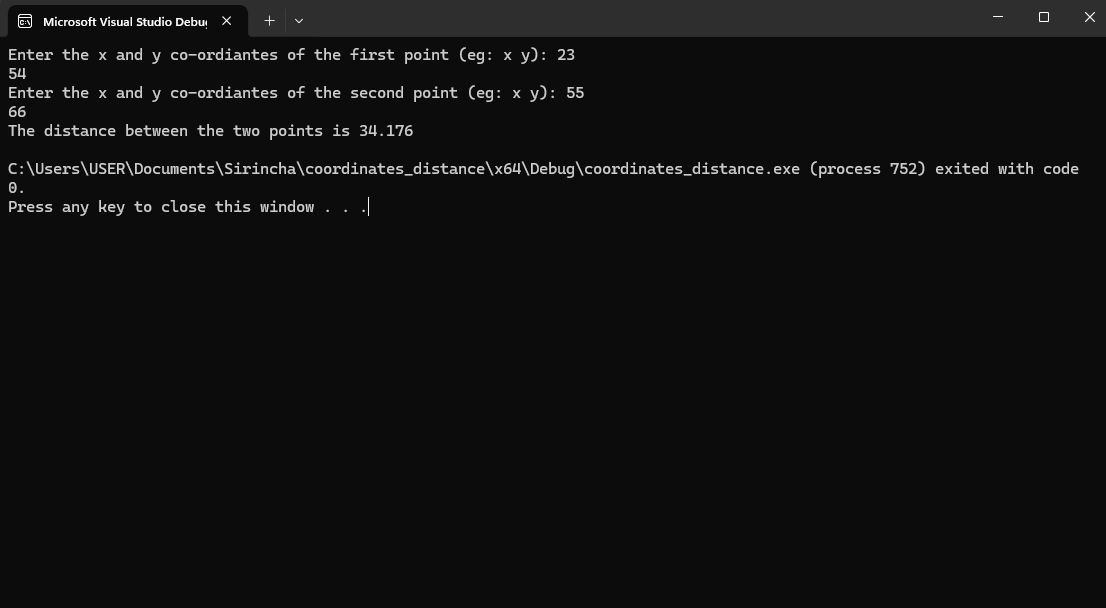 Microsoft Visual Studio Debu
Enter the x and y co-ordiantes of the first point (eg: x y): 23
54
Enter the x and y co-ordiantes of the second point (eg: x y): 55
66
The distance between the two points is 34.176
C:\Users\USER\Documents\Sirincha\coordinates_distance\x64\Debug\coordinates_distance.exe (process 752) exited with code
0.
Press any key to close this window . . .